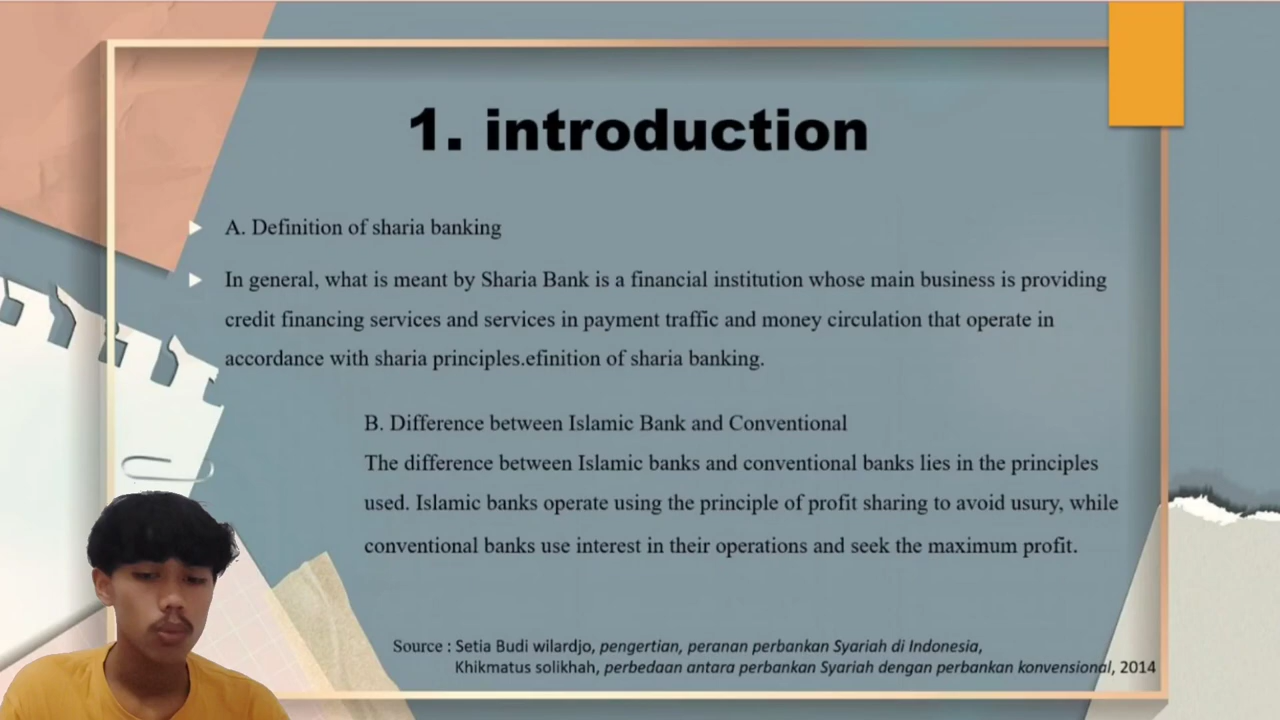 1. introduction
A. Definition of sharia banking
In general, what is meant by Sharia Bank is a financial institution whose main business is providing
credit financing services and services in payment traffic and money circulation that operate in
accordance with sharia principles.efinition of sharia banking.
B. Difference between Islamic Bank and Conventional
The difference between Islamic banks and conventional banks lies in the principles
used. Islamic banks operate using the principle of profit sharing to avoid usury, while
conventional banks use interest in their operations and seek the maximum profit.
Source : Setia Budi wilardjo, pengertian, peranan perbankan Syariah di Indonesia,
Khikmatus solikhah, perbedaan antara perbankan Syariah dengan perbankan konvensional, 2014